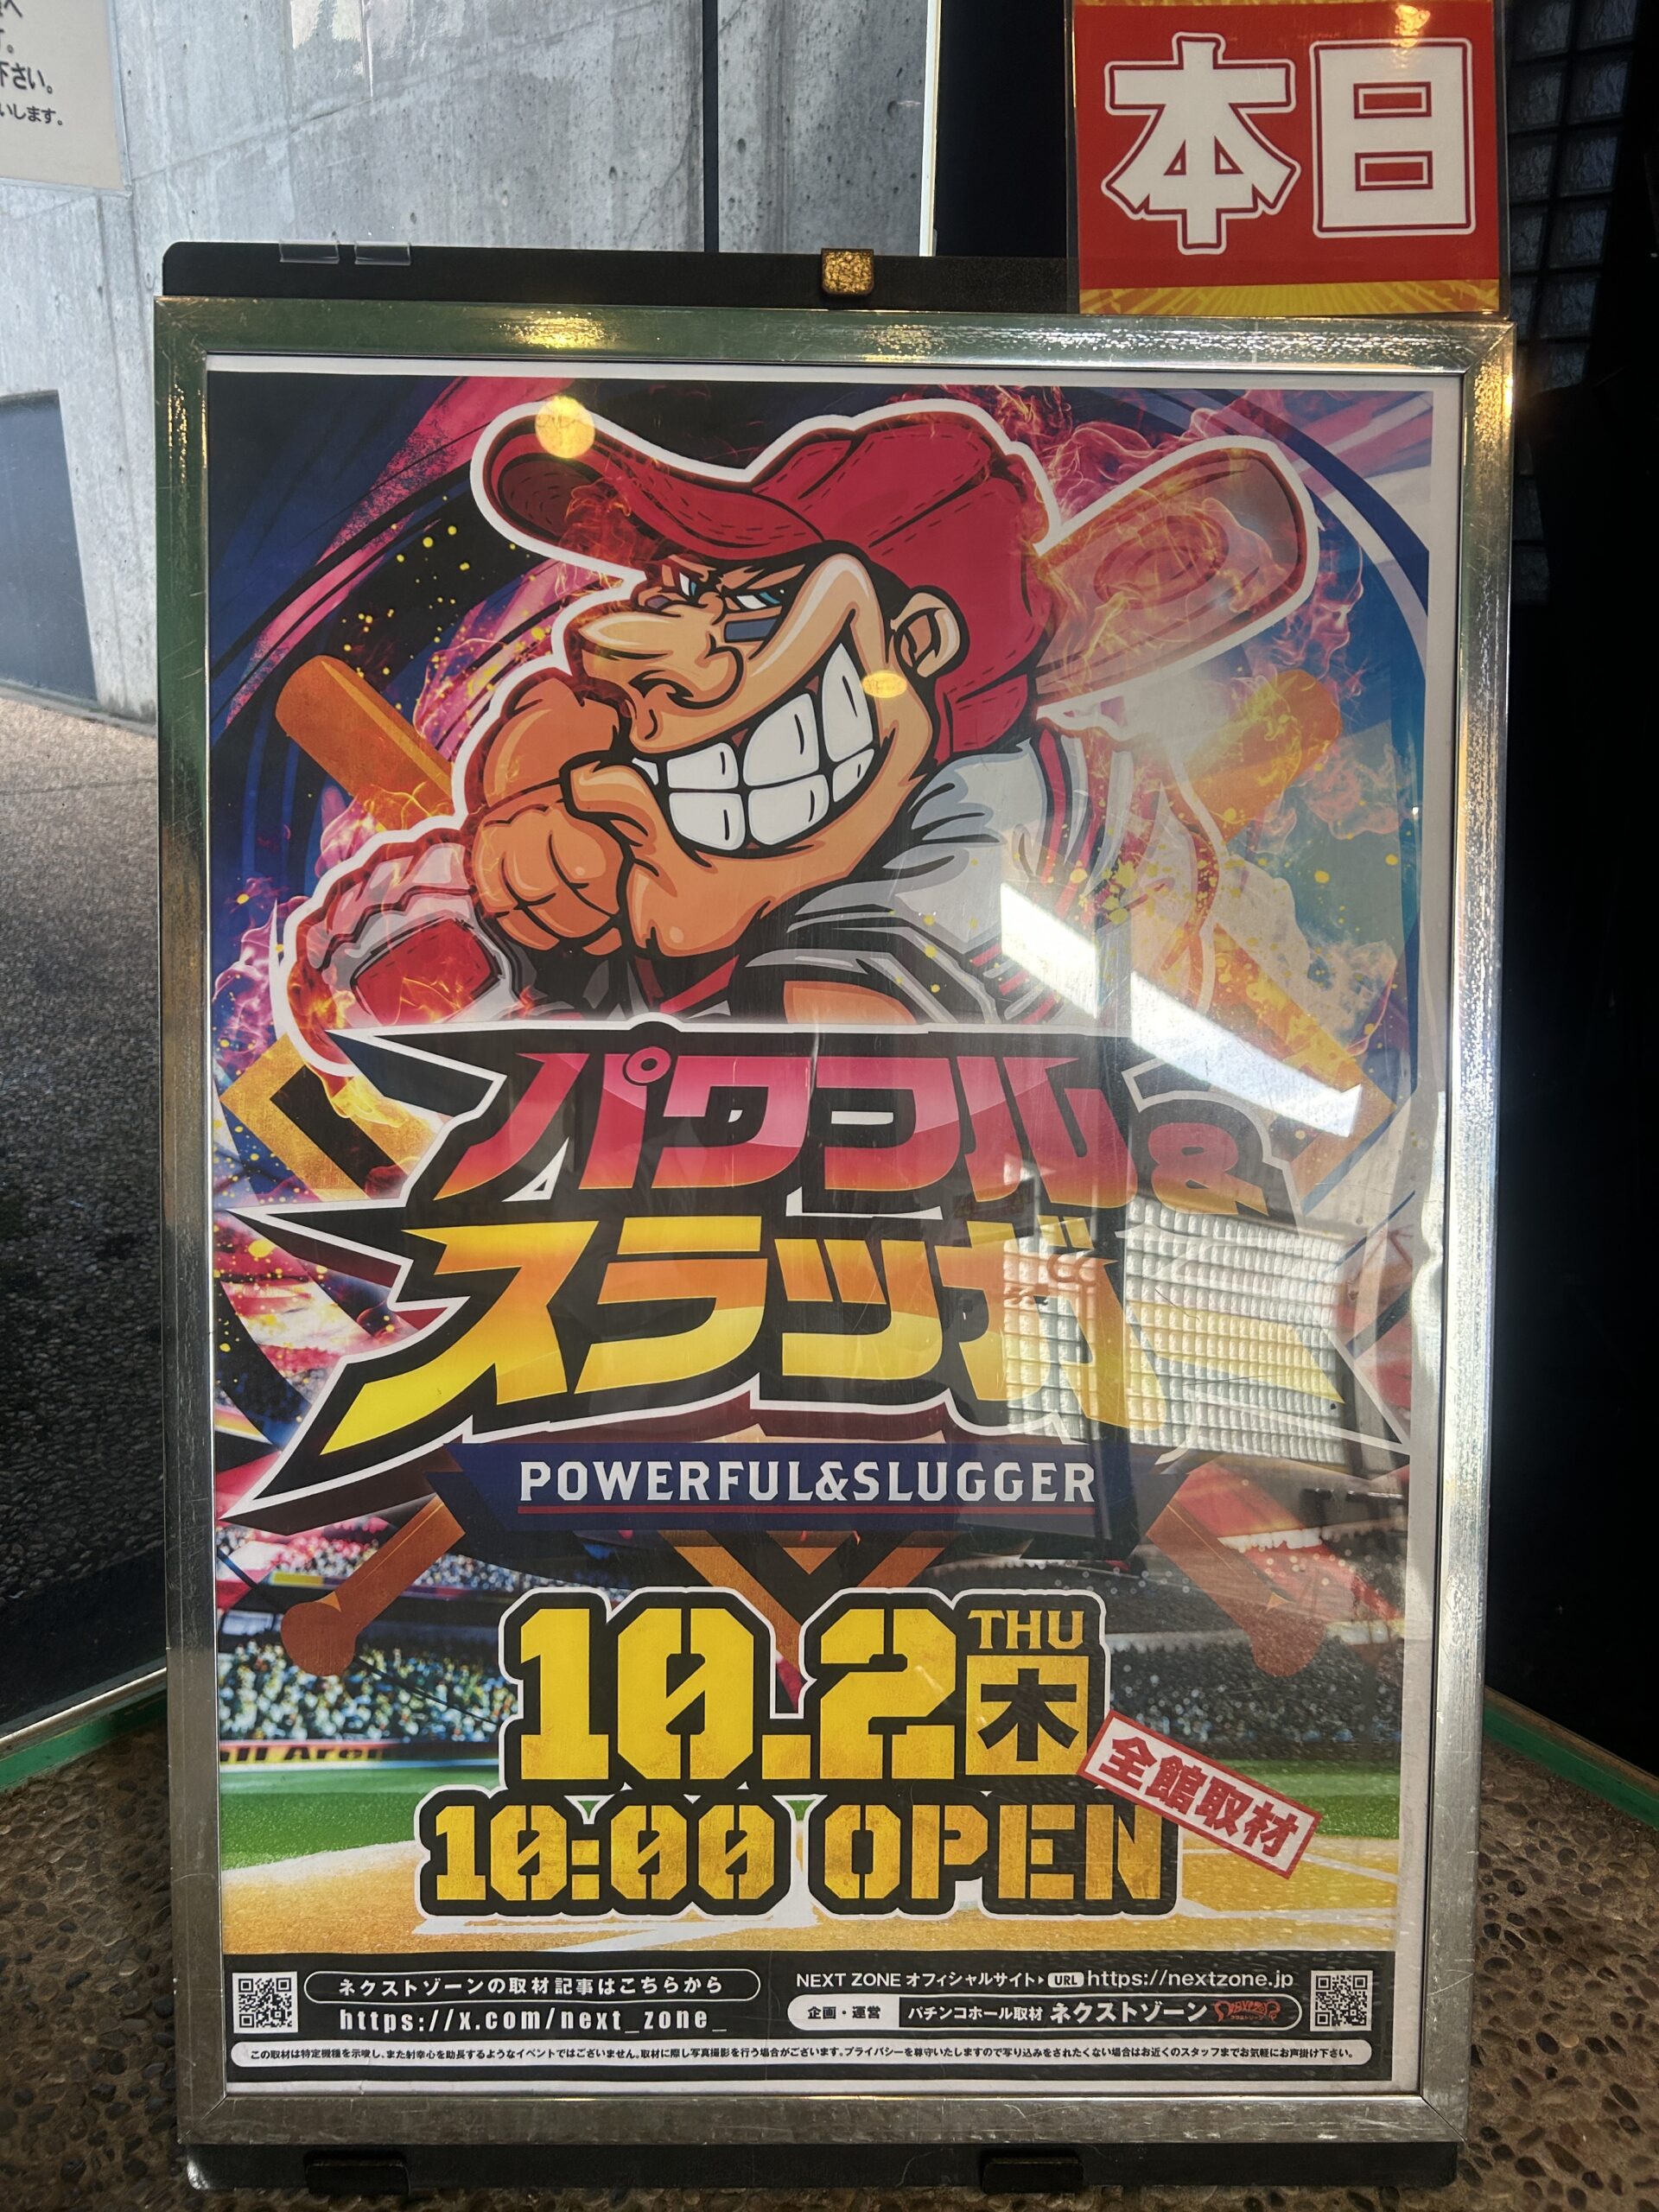 す。
下さい。
いします。
本日
パワフル&
スラッガー
POWERFUL&SLUGGER
10.2 THU 木
全館取材
10:00 OPEN
ネクストゾーンの取材記事はこちらから
https://x.com/next_zone_
NEXT ZONE オフィシャルサイト▶ URL https://nextzone.jp
企画・運営 パチンコホール取材 ネクストゾーン
この取材は特定機種を示唆し、また射幸心を助長するようなイベントではございません。取材に際し写真撮影を行う場合がございます。プライバシーを尊守いたしますので写り込みをされたくない場合はお近くのスタッフまでお気軽にお声掛け下さい。